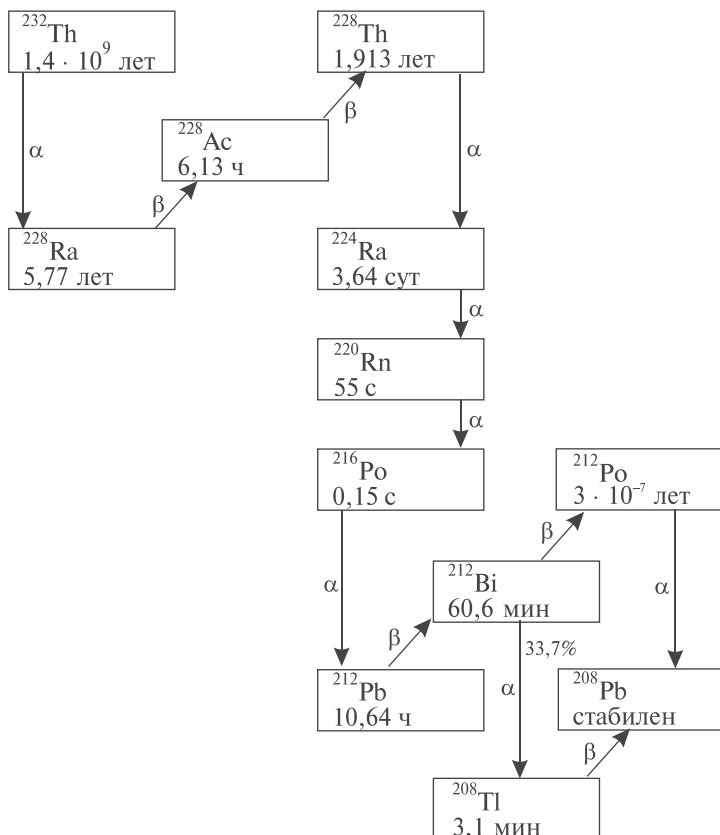 ²³²Th
1,4 · 10⁹ лет
²²⁸Th
1,913 лет
β
²²⁸Ac
6,13 ч
α
α
β
²²⁸Ra
5,77 лет
²²⁴Ra
3,64 сут
α
²²⁰Rn
55 с
α
²¹⁶Po
0,15 с
²¹²Po
3 · 10⁻⁷ лет
β
²¹²Bi
60,6 мин
α
α
β
33,7%
²¹²Pb
10,64 ч
α
²⁰⁸Pb
стабилен
β
²⁰⁸Tl
3,1 мин